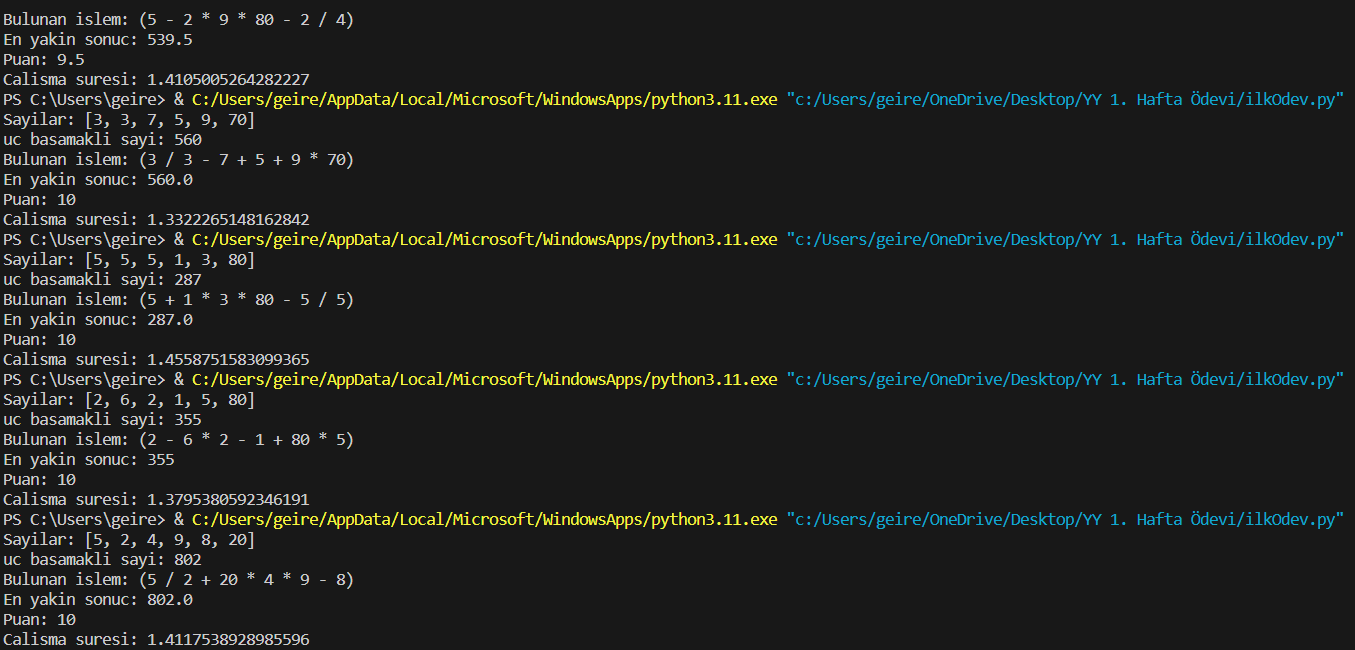 Bulunan islem: (5 - 2 * 9 * 80 - 2 / 4)
En yakin sonuc: 539.5
Puan: 9.5
Calisma suresi: 1.4105005264282227
PS C:\Users\geire> & C:/Users/geire/AppData/Local/Microsoft/WindowsApps/python3.11.exe "c:/Users/geire/OneDrive/Desktop/YY 1. Hafta Ödevi/ilkOdev.py"
Sayilar: [3, 3, 7, 5, 9, 70]
uc basamakli sayi: 560
Bulunan islem: (3 / 3 - 7 + 5 + 9 * 70)
En yakin sonuc: 560.0
Puan: 10
Calisma suresi: 1.3322265148162842
PS C:\Users\geire> & C:/Users/geire/AppData/Local/Microsoft/WindowsApps/python3.11.exe "c:/Users/geire/OneDrive/Desktop/YY 1. Hafta Ödevi/ilkOdev.py"
Sayilar: [5, 5, 5, 1, 3, 80]
uc basamakli sayi: 287
Bulunan islem: (5 + 1 * 3 * 80 - 5 / 5)
En yakin sonuc: 287.0
Puan: 10
Calisma suresi: 1.4558751583099365
PS C:\Users\geire> & C:/Users/geire/AppData/Local/Microsoft/WindowsApps/python3.11.exe "c:/Users/geire/OneDrive/Desktop/YY 1. Hafta Ödevi/ilkOdev.py"
Sayilar: [2, 6, 2, 1, 5, 80]
uc basamakli sayi: 355
Bulunan islem: (2 - 6 * 2 - 1 + 80 * 5)
En yakin sonuc: 355
Puan: 10
Calisma suresi: 1.3795380592346191
PS C:\Users\geire> & C:/Users/geire/AppData/Local/Microsoft/WindowsApps/python3.11.exe "c:/Users/geire/OneDrive/Desktop/YY 1. Hafta Ödevi/ilkOdev.py"
Sayilar: [5, 2, 4, 9, 8, 20]
uc basamakli sayi: 802
Bulunan islem: (5 / 2 + 20 * 4 * 9 - 8)
En yakin sonuc: 802.0
Puan: 10
Calisma suresi: 1.4117538928985596